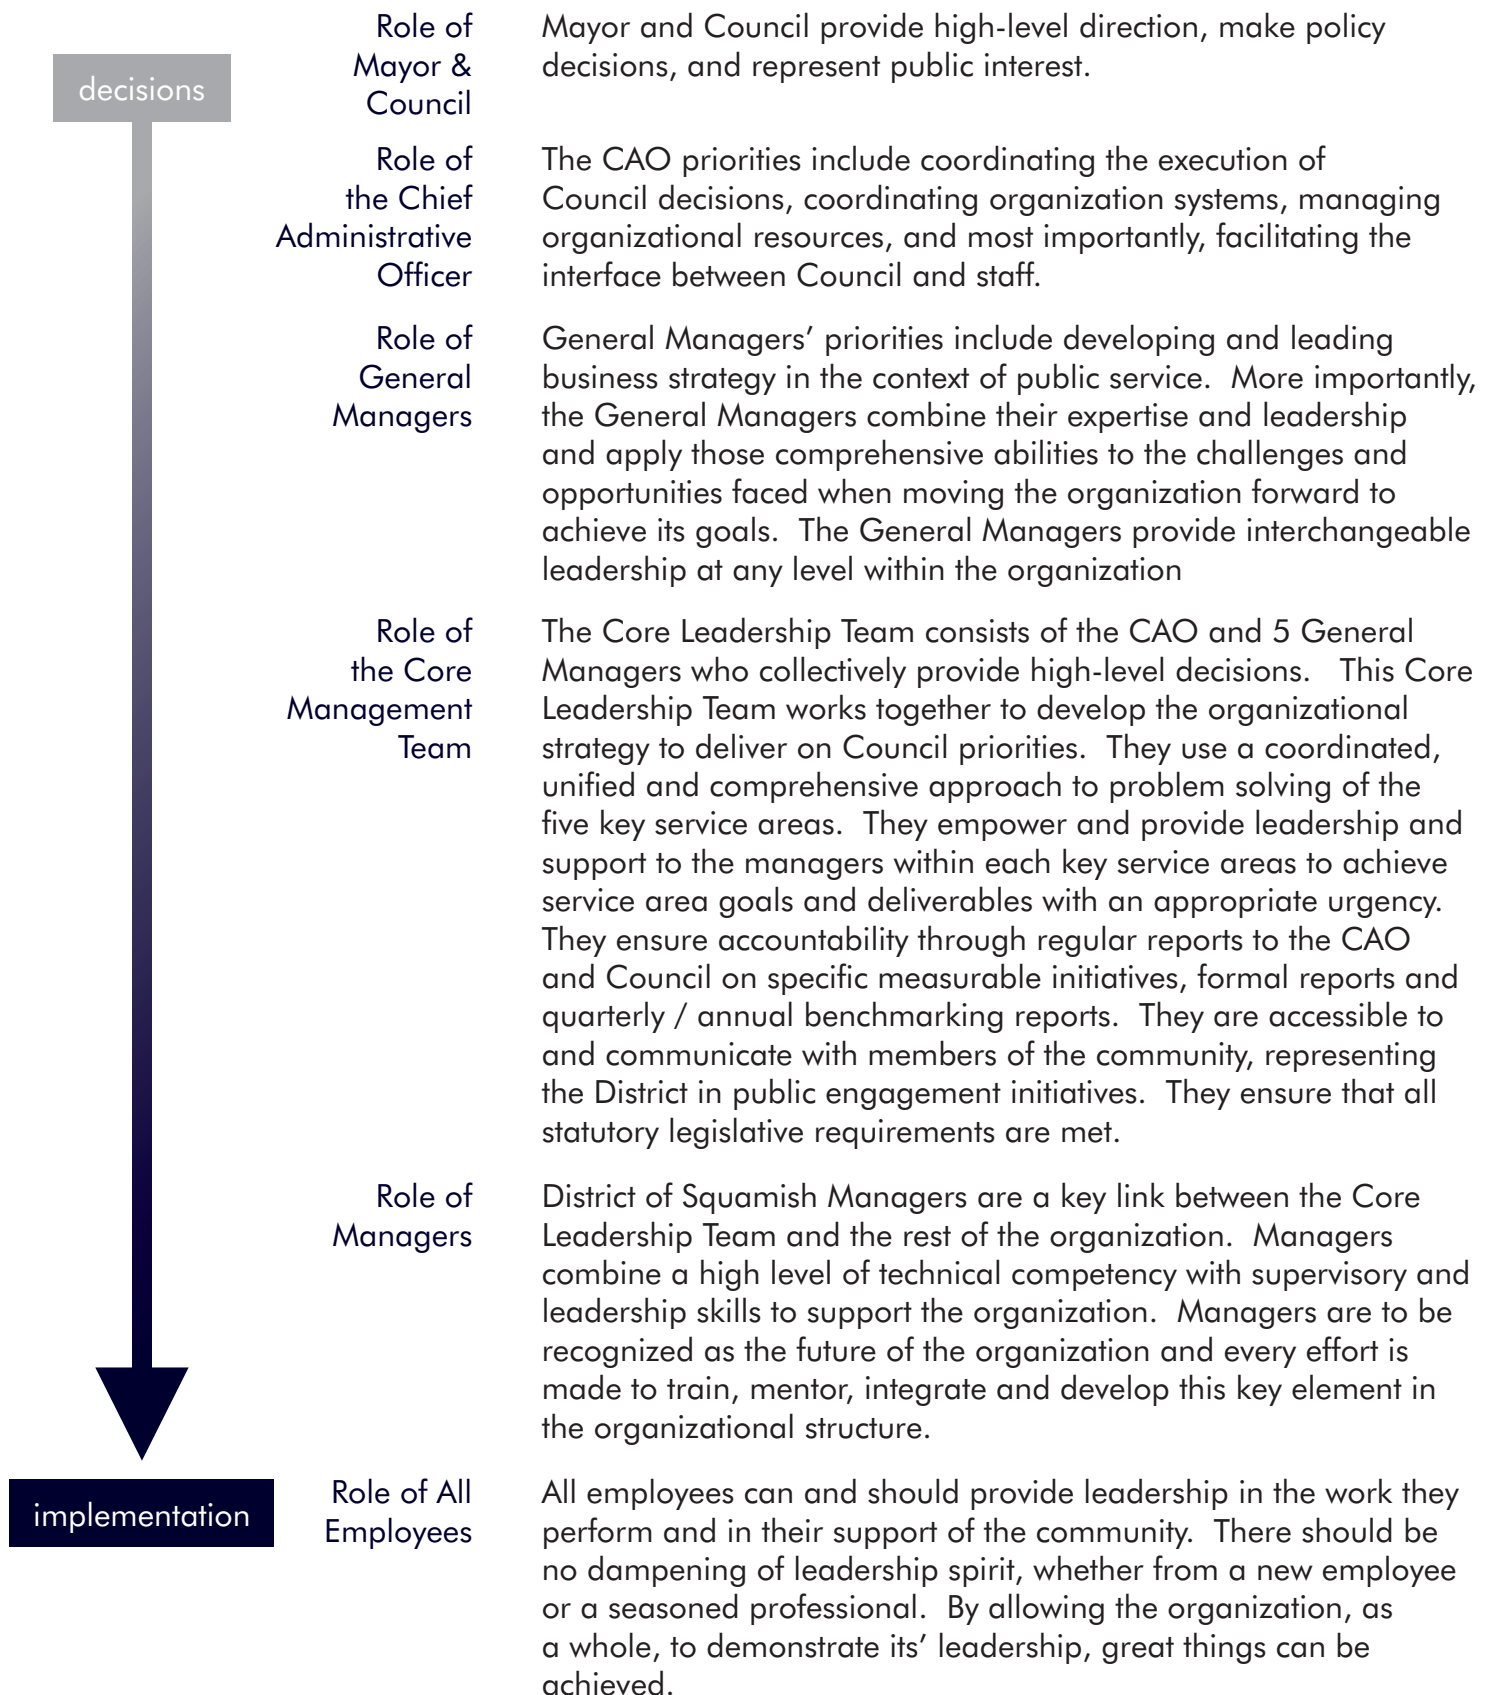 decisions
Role of
Mayor &
Council
Mayor and Council provide high-level direction, make policy
decisions, and represent public interest.
Role of
the Chief
Administrative
Officer
The CAO priorities include coordinating the execution of
Council decisions, coordinating organization systems, managing
organizational resources, and most importantly, facilitating the
interface between Council and staff.
Role of
General
Managers
General Managers’ priorities include developing and leading
business strategy in the context of public service.  More importantly,
the General Managers combine their expertise and leadership
and apply those comprehensive abilities to the challenges and
opportunities faced when moving the organization forward to
achieve its goals.  The General Managers provide interchangeable
leadership at any level within the organization
Role of
the Core
Management
Team
The Core Leadership Team consists of the CAO and 5 General
Managers who collectively provide high-level decisions.   This Core
Leadership Team works together to develop the organizational
strategy to deliver on Council priorities.  They use a coordinated,
unified and comprehensive approach to problem solving of the
five key service areas.  They empower and provide leadership and
support to the managers within each key service areas to achieve
service area goals and deliverables with an appropriate urgency.
They ensure accountability through regular reports to the CAO
and Council on specific measurable initiatives, formal reports and
quarterly / annual benchmarking reports.  They are accessible to
and communicate with members of the community, representing
the District in public engagement initiatives.  They ensure that all
statutory legislative requirements are met.
Role of
Managers
District of Squamish Managers are a key link between the Core
Leadership Team and the rest of the organization.  Managers
combine a high level of technical competency with supervisory and
leadership skills to support the organization.  Managers are to be
recognized as the future of the organization and every effort is
made to train, mentor, integrate and develop this key element in
the organizational structure.
implementation
Role of All
Employees
All employees can and should provide leadership in the work they
perform and in their support of the community.  There should be
no dampening of leadership spirit, whether from a new employee
or a seasoned professional.  By allowing the organization, as
a whole, to demonstrate its’ leadership, great things can be
achieved.